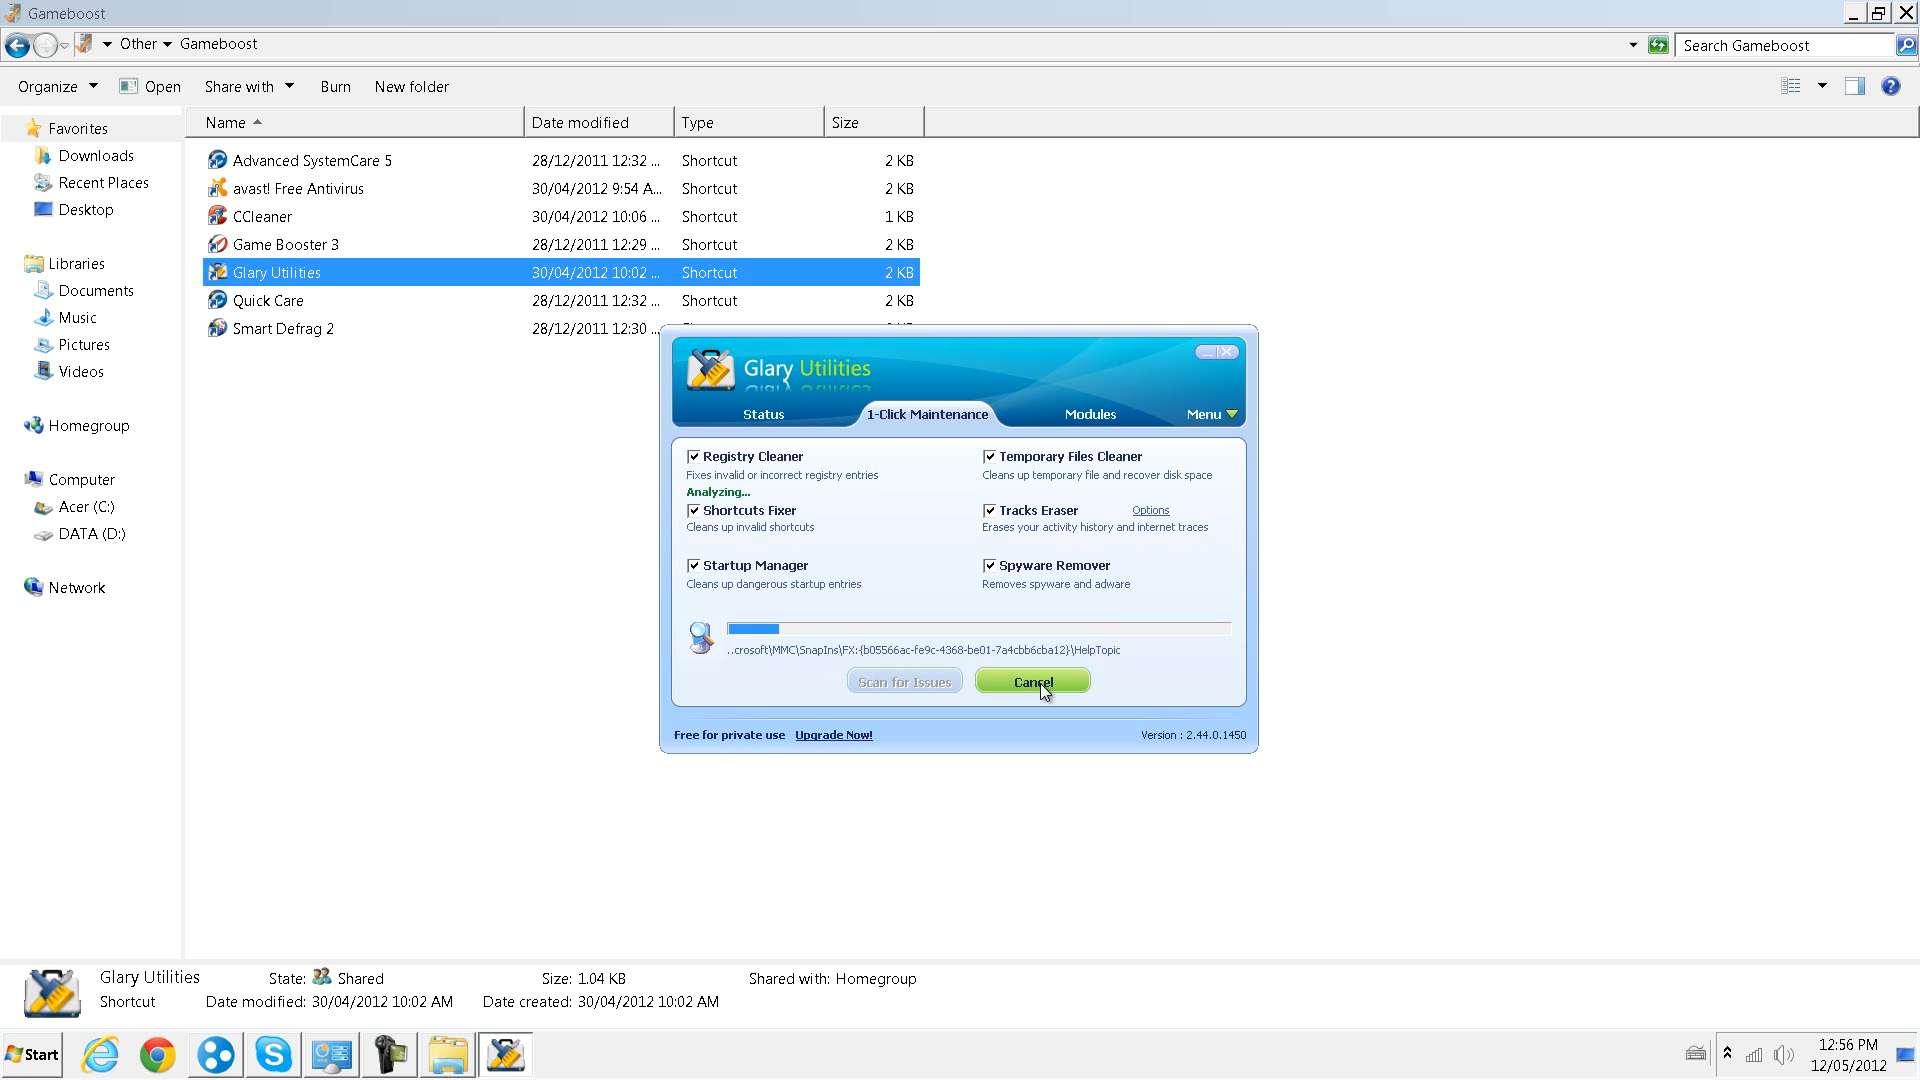 Gameboost
Other Gameboost
Search Gameboost
Organize Open Share with Burn New folder
Name Date modified Type Size
Favorites
Downloads
Recent Places
Desktop
Libraries
Documents
Music
Pictures
Videos
Homegroup
Computer
Acer (C:)
DATA (D:)
Network
Advanced SystemCare 5 28/12/2011 12:32 ... Shortcut 2 KB
avast! Free Antivirus 30/04/2012 9:54 A... Shortcut 2 KB
CCleaner 30/04/2012 10:06 ... Shortcut 1 KB
Game Booster 3 28/12/2011 12:29 ... Shortcut 2 KB
Glary Utilities 30/04/2012 10:02 ... Shortcut 2 KB
Quick Care 28/12/2011 12:32 ... Shortcut 2 KB
Smart Defrag 2 28/12/2011 12:30 ...
Glary Utilities
Status 1-Click Maintenance Modules Menu
Registry Cleaner
Fixes invalid or incorrect registry entries
Analyzing...
Temporary Files Cleaner
Cleans up temporary file and recover disk space
Shortcuts Fixer
Cleans up invalid shortcuts
Tracks Eraser Options
Erases your activity history and internet traces
Startup Manager
Cleans up dangerous startup entries
Spyware Remover
Removes spyware and adware
..crosoft\MMC\SnapIns\FX:{b05566ac-fe9c-4368-be01-7a4cbb6cba12}\HelpTopic
Scan for Issues Cancel
Free for private use Upgrade Now! Version : 2.44.0.1450
Glary Utilities State: Shared Size: 1.04 KB Shared with: Homegroup
Shortcut Date modified: 30/04/2012 10:02 AM Date created: 30/04/2012 10:02 AM
Start
12:56 PM
12/05/2012